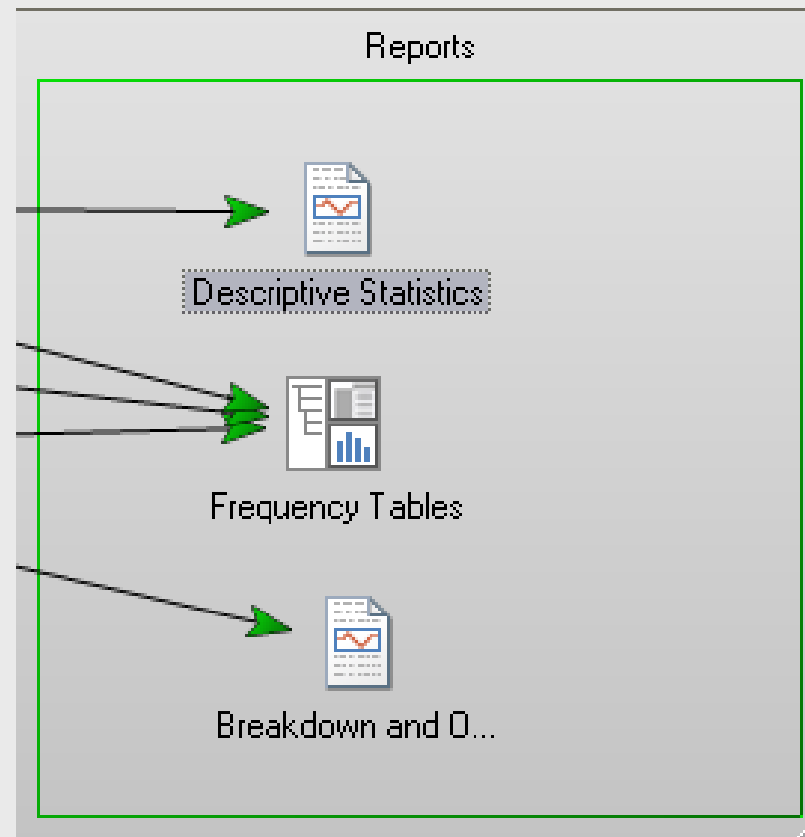 Reports
Descriptive Statistics
Frequency Tables
Breakdown and O...